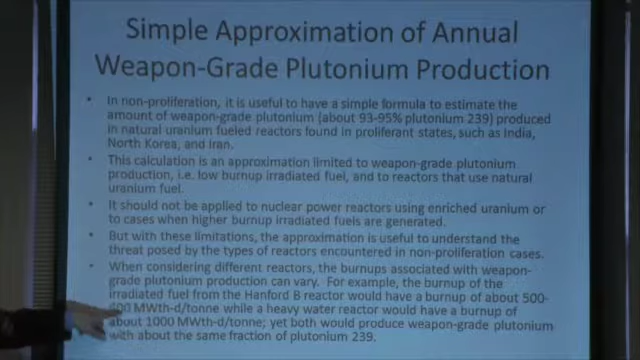 Simple Approximation of Annual
Weapon-Grade Plutonium Production
• In non-proliferation, it is useful to have a simple formula to estimate the
amount of weapon-grade plutonium (about 93-95% plutonium 239) produced
in natural uranium fueled reactors found in proliferant states, such as India,
North Korea, and Iran.
• This calculation is an approximation limited to weapon-grade plutonium
production, i.e. low burnup irradiated fuel, and to reactors that use natural
uranium fuel.
• It should not be applied to nuclear power reactors using enriched uranium or
to cases when higher burnup irradiated fuels are generated.
• But with these limitations, the approximation is useful to understand the
threat posed by the types of reactors encountered in non-proliferation cases.
• When considering different reactors, the burnups associated with weapon-
grade plutonium production can vary. For example, the burnup of the
irradiated fuel from the Hanford B reactor would have a burnup of about 500-
MWth-d/tonne while a heavy water reactor would have a burnup of
about 1000 MWth-d/tonne; yet both would produce weapon-grade plutonium
with about the same fraction of plutonium 239.